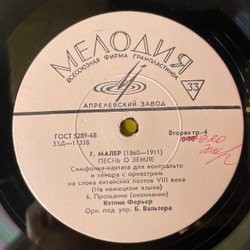 МЕЛОДИЯ
ВСЕСОЮЗНАЯ ФИРМА ГРАМПЛАСТИНОК
33
АПРЕЛЕВСКИЙ ЗАВОД
ГОСТ 5289-68
33Д—11338
Вторая гр.-4
Г. МАЛЕР (1860—1911)
ПЕСНЬ О ЗЕМЛЕ
Симфония-кантата для контральто
и тенора с оркестром
на слова китайских поэтов VIII века
(На немецком языке)
6. Прощание (окончание)
Кэтлин Ферьер
Орк. под упр. Б. Вальтера